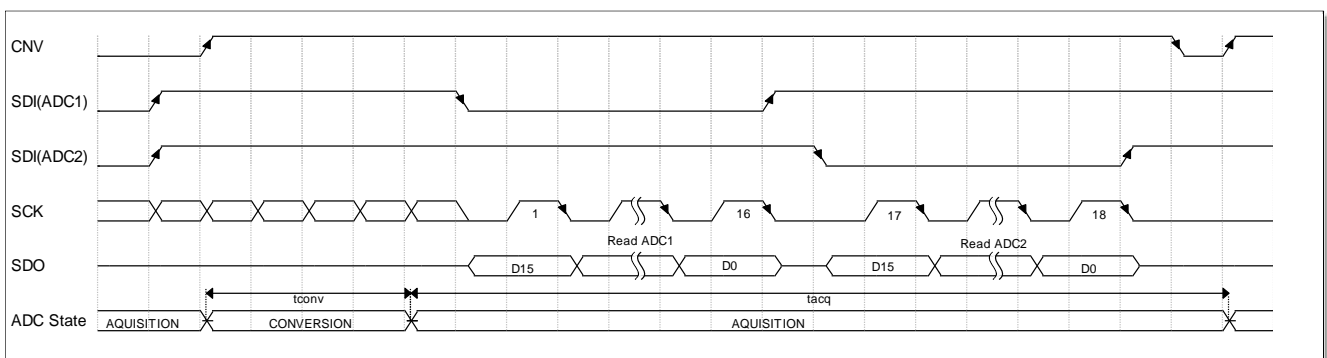 CNV
SDI(ADC1)
SDI(ADC2)
SCK 1 16 17 18
Read ADC1 Read ADC2
SDO D15 D0 D15 D0
tconv tacq
ADC State AQUISITION CONVERSION AQUISITION